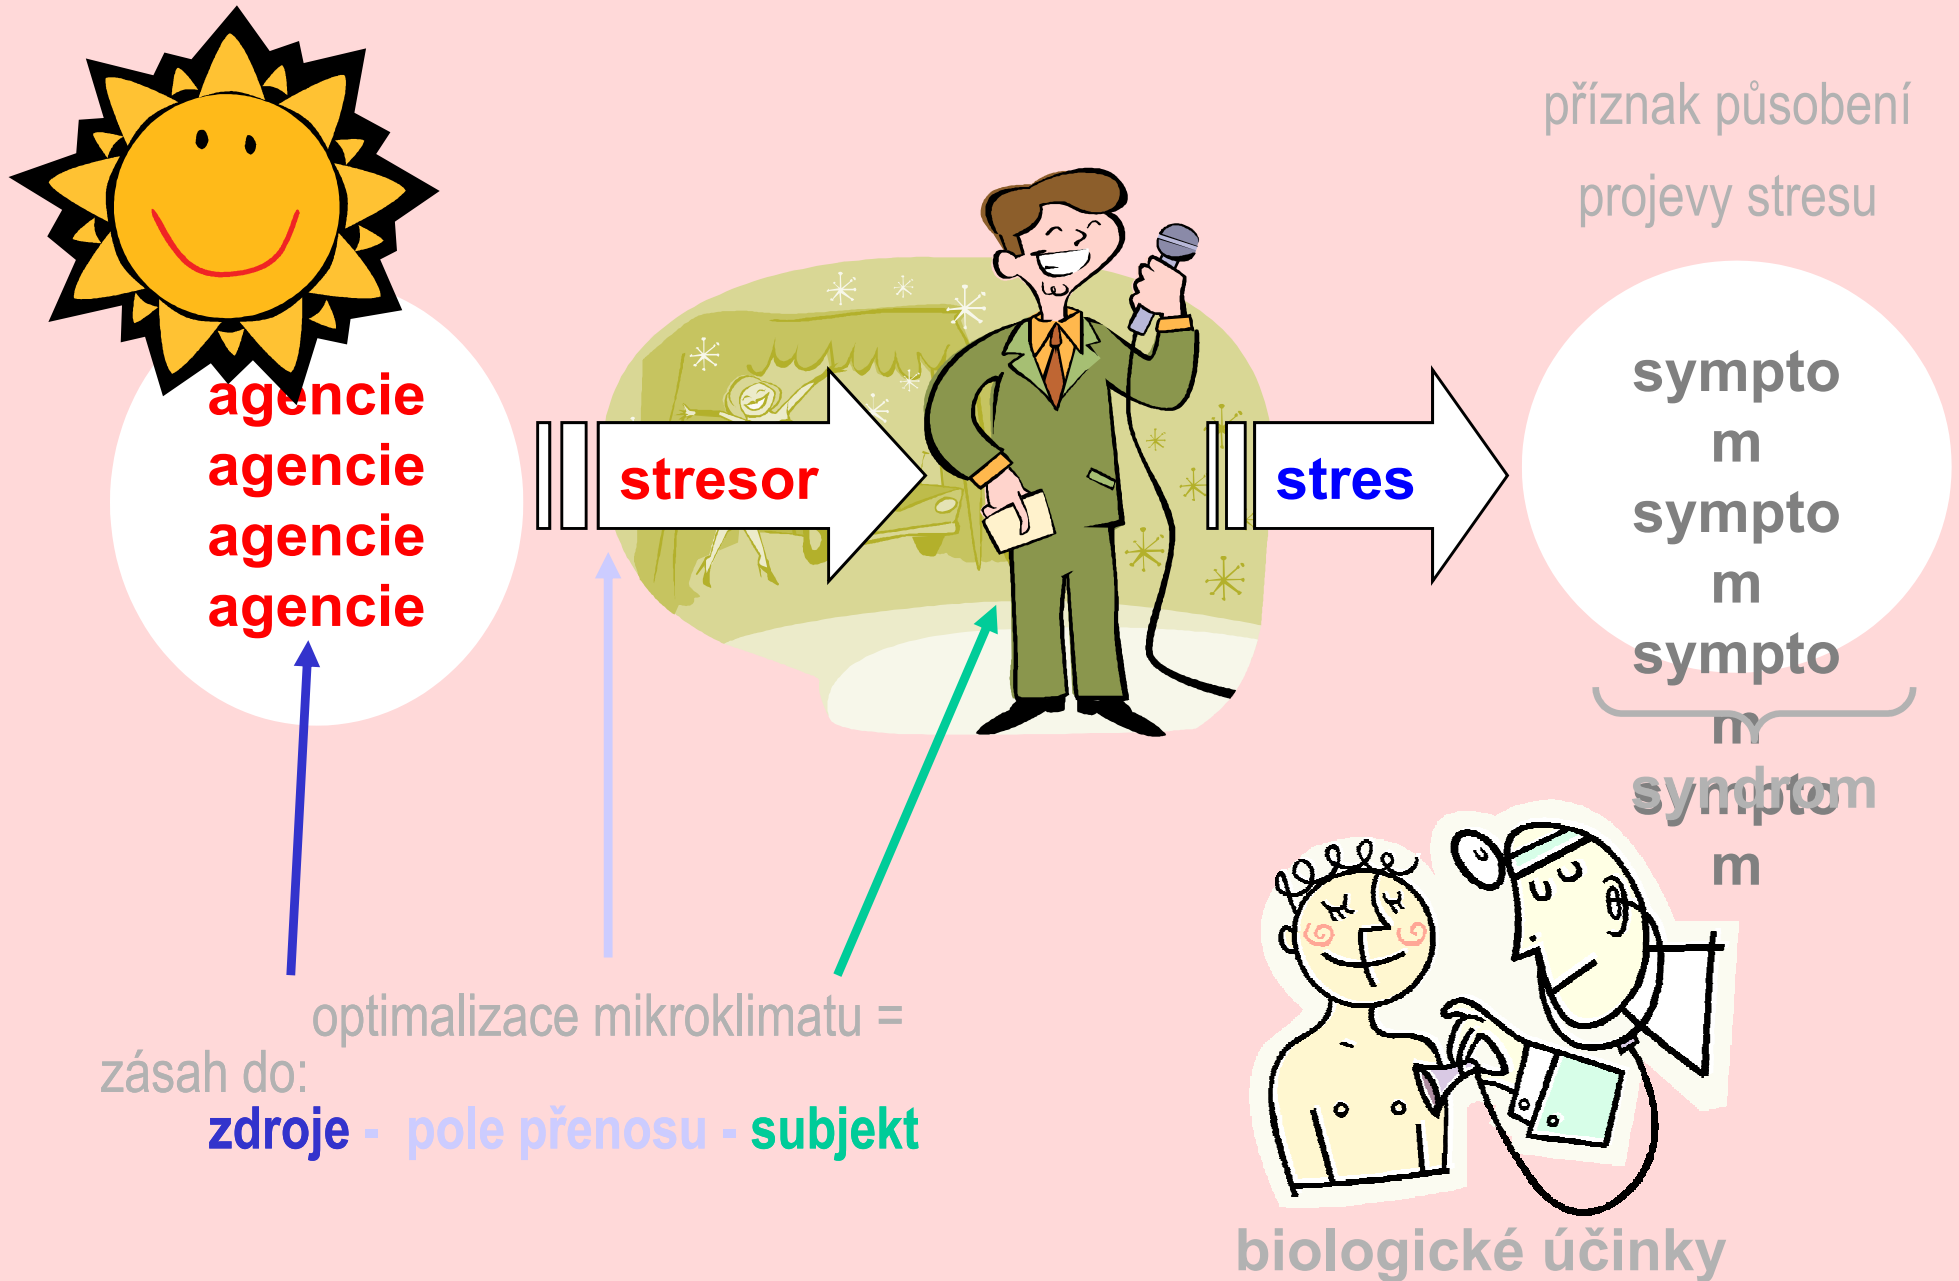 příznak působení
projevy stresu
agencie
agencie
agencie
agencie
stresor
stres
sympto
m
sympto
m
sympto
m
sympto
m
syndrom
optimalizace mikroklimatu =
zásah do:
zdroje - pole přenosu - subjekt
biologické účinky